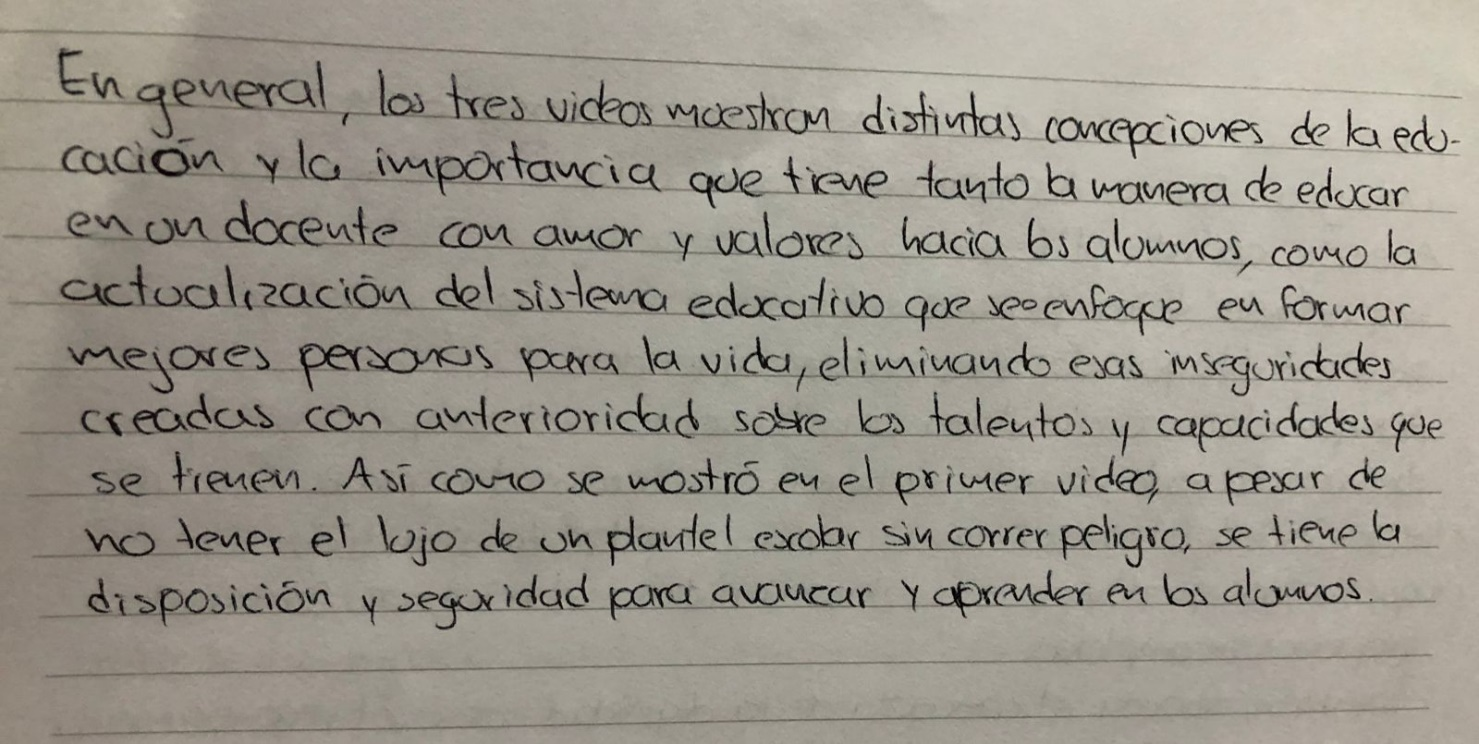 En general, los tres videos muestran distintas concepciones de la edu-
cación y la importancia que tiene tanto la manera de educar
en un docente con amor y valores hacia los alumnos, como la
actualización del sistema educativo que se enfoque en formar
mejores personas para la vida, eliminando esas inseguridades
creadas con anterioridad sobre los talentos y capacidades que
se tienen. Así como se mostró en el primer video, a pesar de
no tener el lujo de un plantel escolar sin correr peligro, se tiene la
disposición y seguridad para avanzar y aprender en los alumnos.